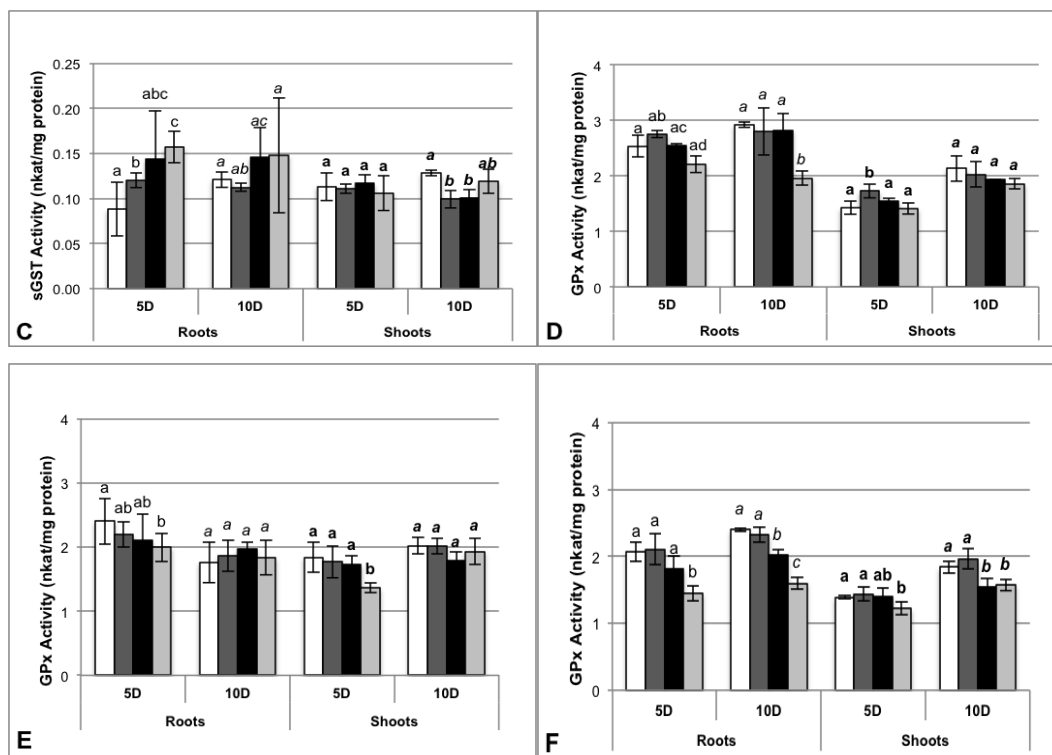 sGST Activity (nkat/mg protein)
0.25
0.20
0.15
0.10
0.05
0.00
a b abc c
a ab ac a
a a a a
a b b ab
5D 10D 5D 10D
Roots Shoots
C
GPx Activity (nkat/mg protein)
4
3
2
1
0
a ab ac ad
a a a b
a b a a
a a a a
5D 10D 5D 10D
Roots Shoots
D
GPx Activity (nkat/mg protein)
4
3
2
1
0
a ab ab b
a a a a
a a a b
a a a a
5D 10D 5D 10D
Roots Shoots
E
GPx Activity (nkat/mg protein)
4
3
2
1
0
a a a b
a a b c
a a ab b
a a b b
5D 10D 5D 10D
Roots Shoots
F